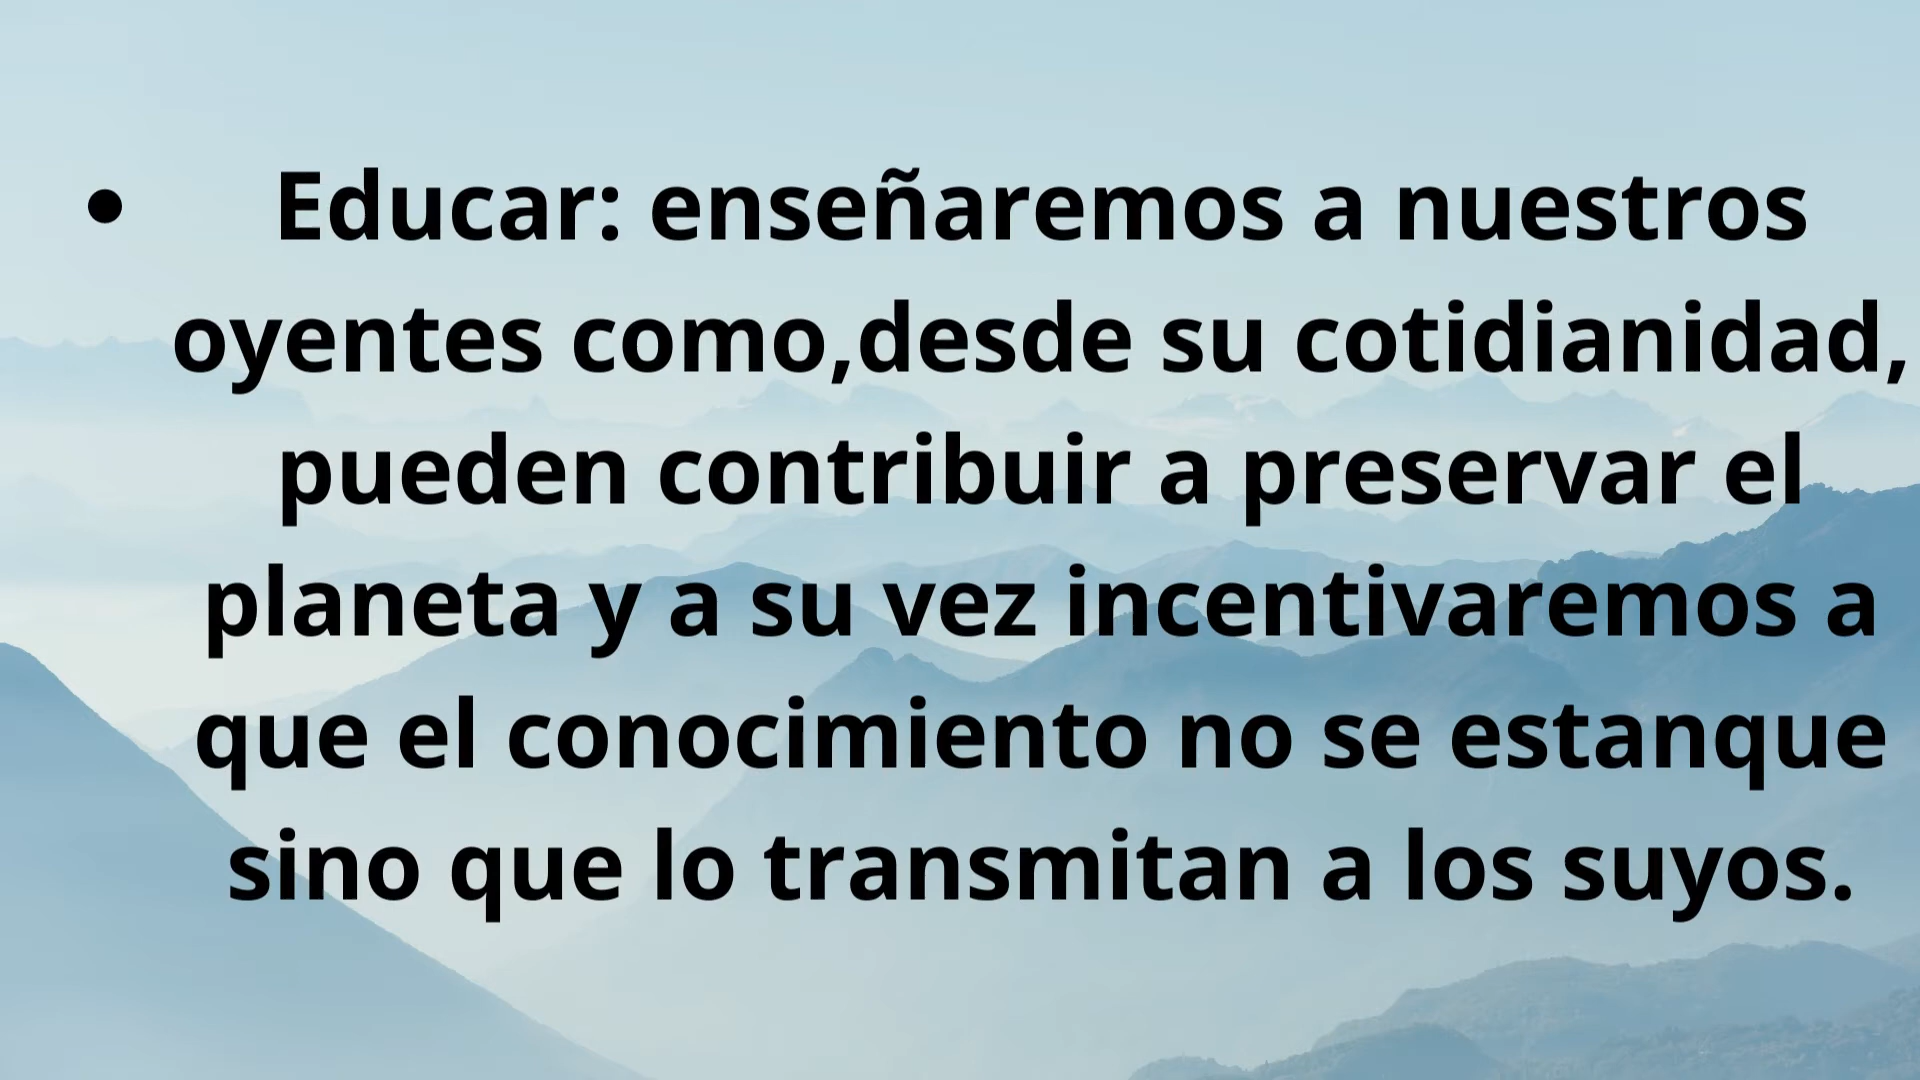 • Educar: enseñaremos a nuestros
oyentes como,desde su cotidianidad,
pueden contribuir a preservar el
planeta y a su vez incentivaremos a
que el conocimiento no se estanque
sino que lo transmitan a los suyos.